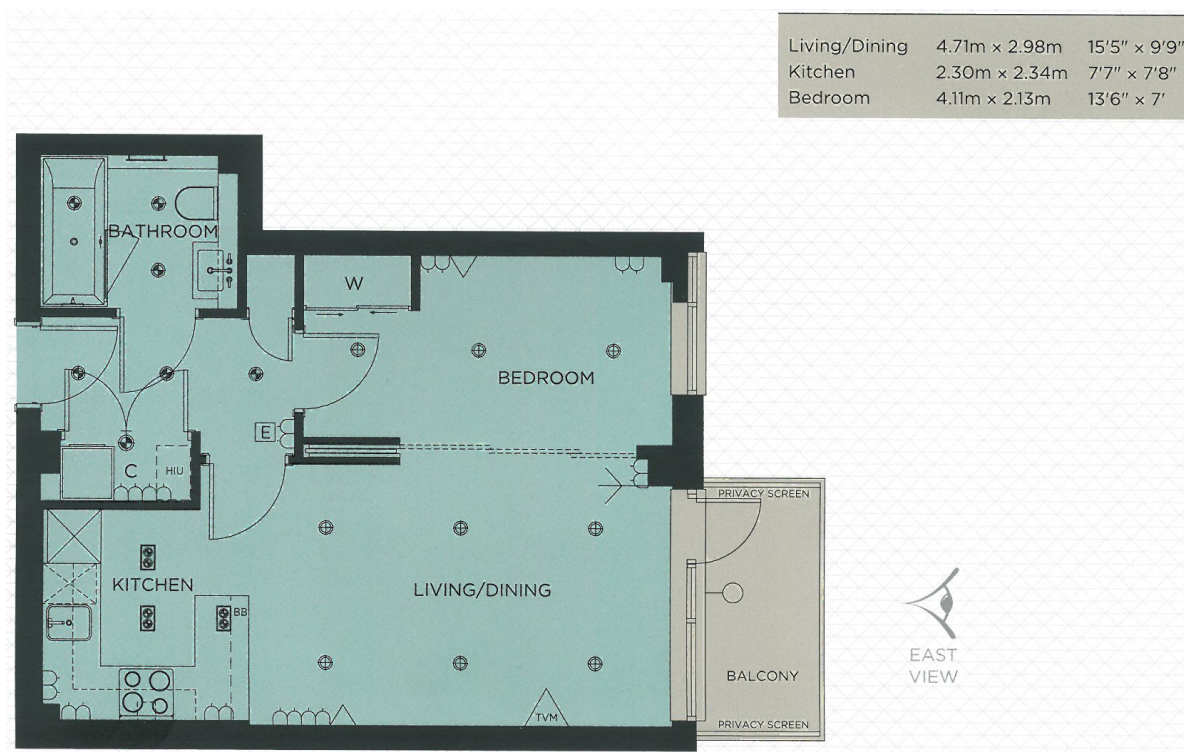 Living/Dining 4.71m × 2.98m 15'5" × 9'9"
Kitchen 2.30m × 2.34m 7'7" × 7'8"
Bedroom 4.11m × 2.13m 13'6" × 7'
BATHROOM
W
BEDROOM
E
C
HIU
PRIVACY SCREEN
KITCHEN
LIVING/DINING
BB
EAST
VIEW
BALCONY
TVM
PRIVACY SCREEN